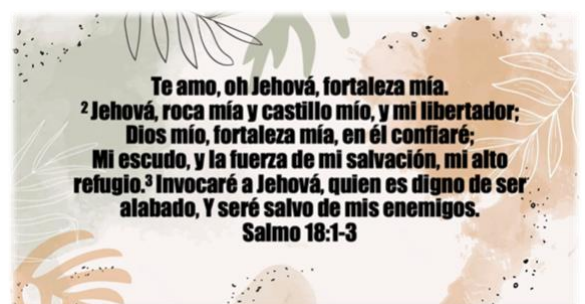 Te amo, oh Jehová, fortaleza mía.
² Jehová, roca mía y castillo mío, y mi libertador;
Dios mío, fortaleza mía, en él confiaré;
Mi escudo, y la fuerza de mi salvación, mi alto
refugio.³ Invocaré a Jehová, quien es digno de ser
alabado, Y seré salvo de mis enemigos.
Salmo 18:1-3